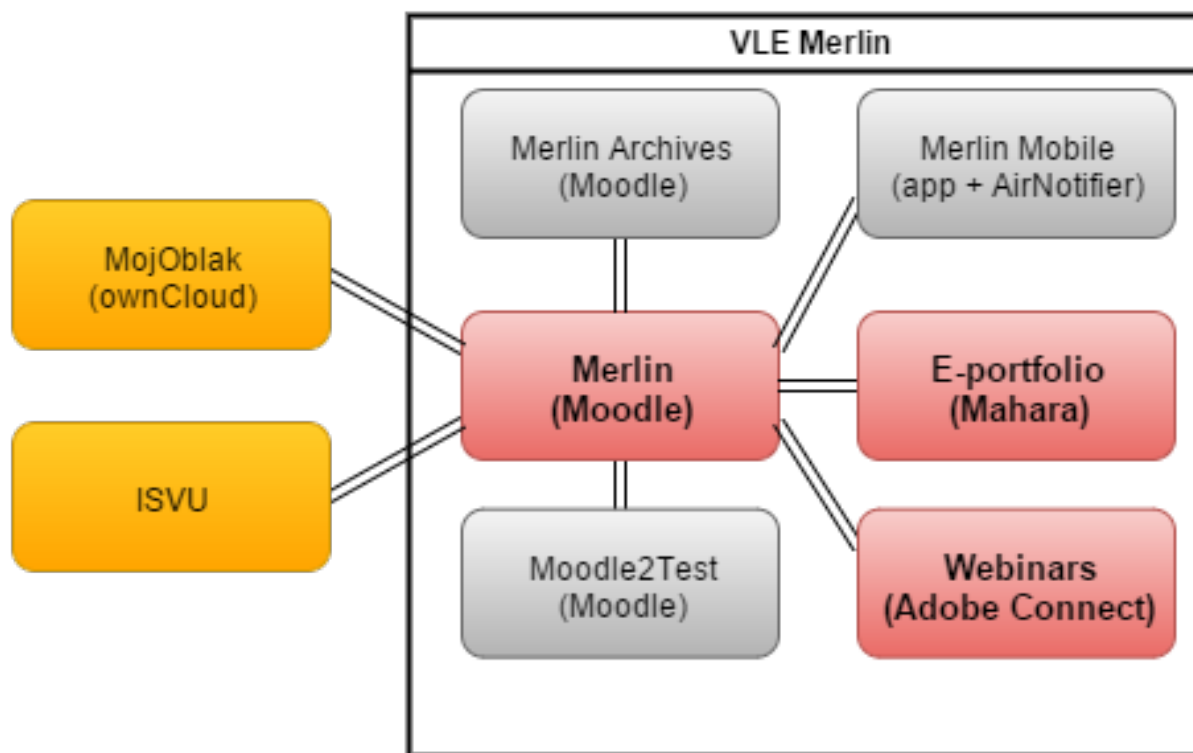 VLE Merlin
Merlin Archives
(Moodle)
Merlin Mobile
(app + AirNotifier)
MojOblak
(ownCloud)
Merlin
(Moodle)
E-portfolio
(Mahara)
ISVU
Moodle2Test
(Moodle)
Webinars
(Adobe Connect)